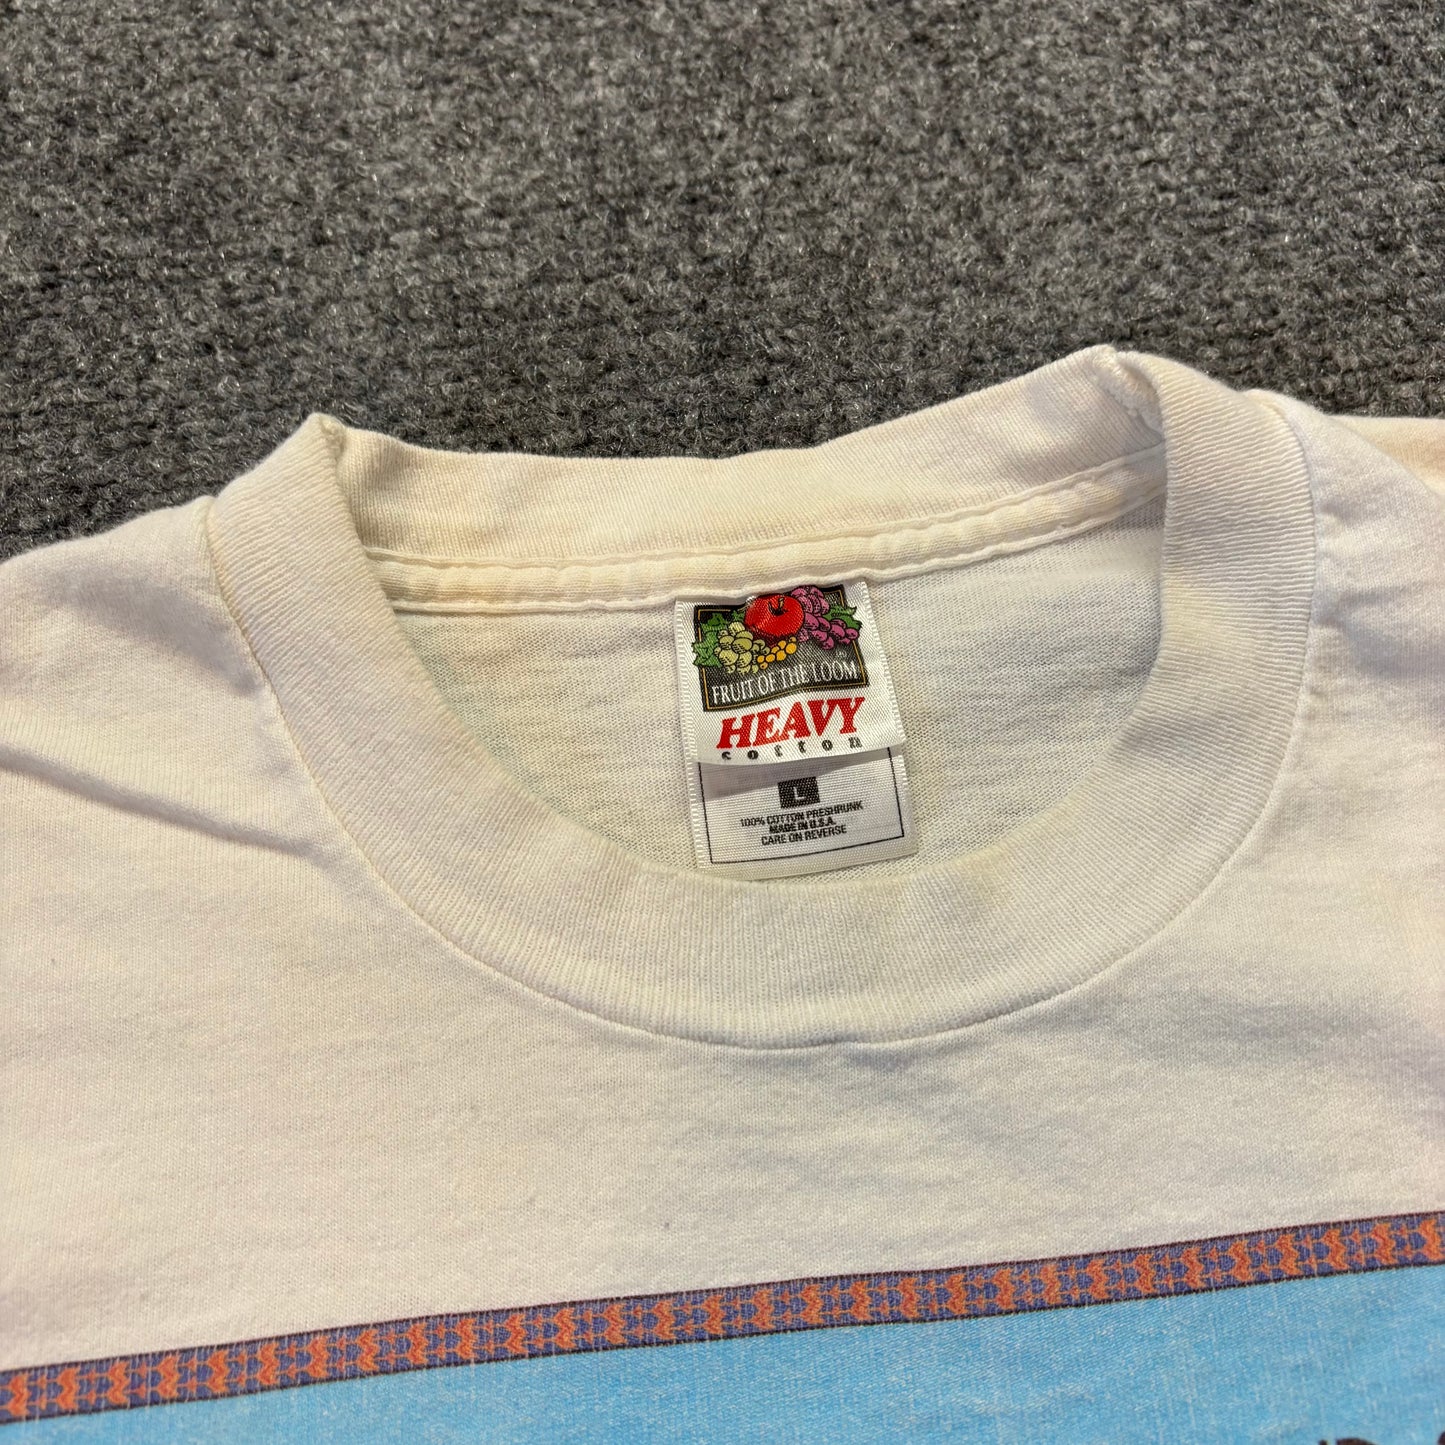 FRUIT OF THE LOOM
HEAVY
cotton
L
100% COTTON PRESHRUNK
MADE IN U.S.A.
CARE ON REVERSE